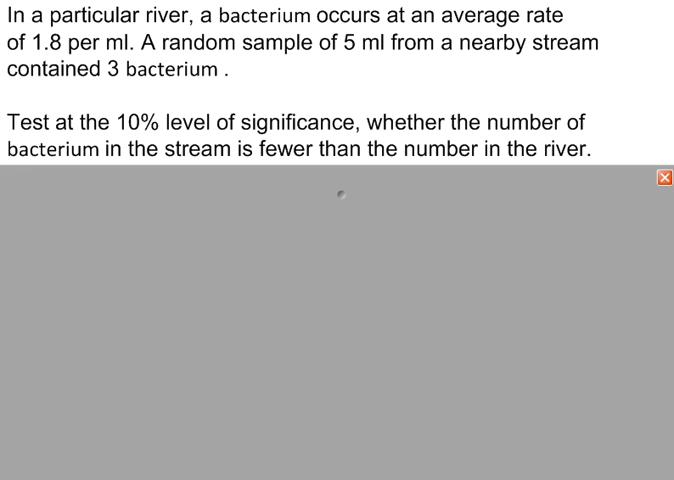 In a particular river, a bacterium occurs at an average rate
of 1.8 per ml. A random sample of 5 ml from a nearby stream
contained 3 bacterium .
Test at the 10% level of significance, whether the number of
bacterium in the stream is fewer than the number in the river.